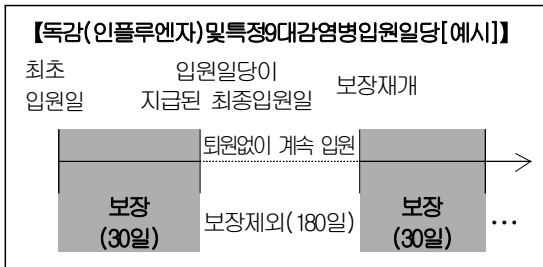 【독감(인플루엔자)및특정9대감염병입원일당[예시]】
최초 입원일당이 보장재개
입원일 지급된 최종입원일
퇴원없이 계속 입원
보장 보장제외(180일) 보장 …
(30일) (30일)